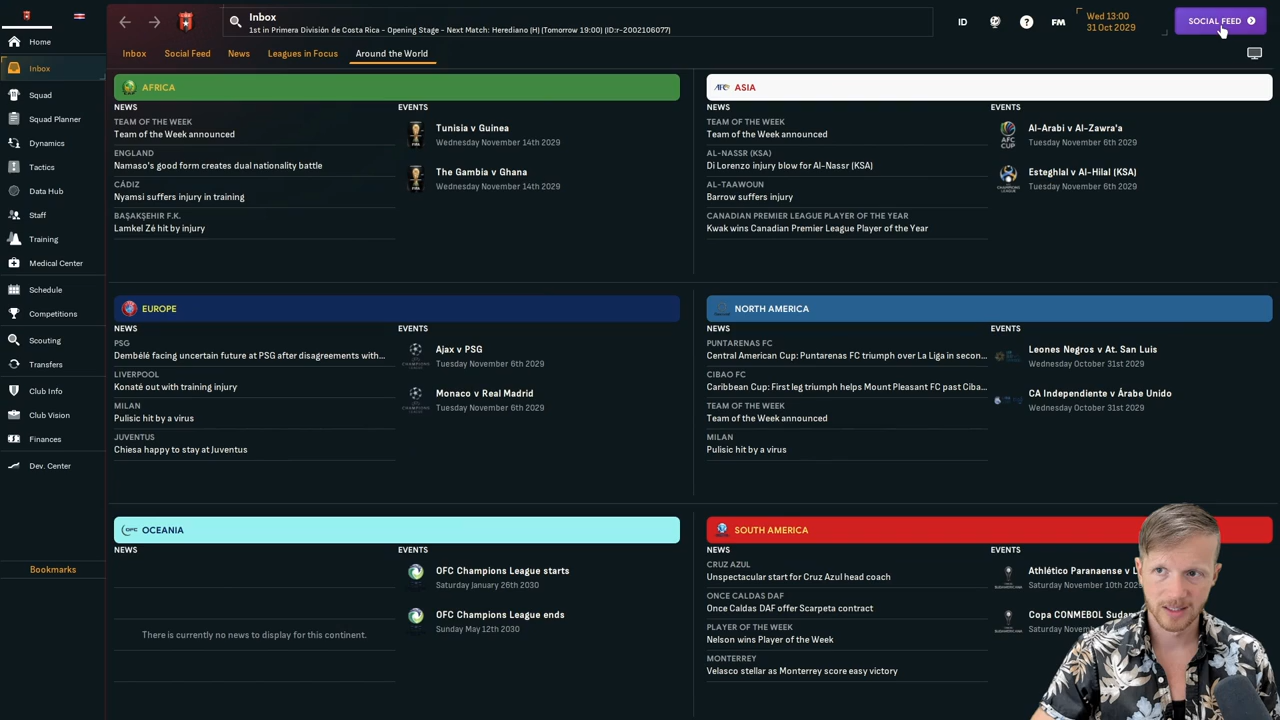 Inbox
1st in Primera División de Costa Rica - Opening Stage - Next Match: Herediano (H) (Tomorrow 19:00) (ID:r-2002106077)
ID
?
FM
Wed 13:00
31 Oct 2029
SOCIAL FEED
Home
Inbox
Squad
Squad Planner
Dynamics
Tactics
Data Hub
Staff
Training
Medical Center
Schedule
Competitions
Scouting
Transfers
Club Info
Club Vision
Finances
Dev. Center
Bookmarks
Inbox
Social Feed
News
Leagues in Focus
Around the World
AFRICA
NEWS
TEAM OF THE WEEK
Team of the Week announced
ENGLAND
Namaso's good form creates dual nationality battle
CÁDIZ
Nyamsi suffers injury in training
BAŞAKŞEHIR F.K.
Lamkel Zé hit by injury
EVENTS
Tunisia v Guinea
Wednesday November 14th 2029
The Gambia v Ghana
Wednesday November 14th 2029
AFC ASIA
NEWS
TEAM OF THE WEEK
Team of the Week announced
AL-NASSR (KSA)
Di Lorenzo injury blow for Al-Nassr (KSA)
AL-TAAWOUN
Barrow suffers injury
CANADIAN PREMIER LEAGUE PLAYER OF THE YEAR
Kwak wins Canadian Premier League Player of the Year
EVENTS
AFC CUP
Al-Arabi v Al-Zawra'a
Tuesday November 6th 2029
Esteghlal v Al-Hilal (KSA)
Tuesday November 6th 2029
EUROPE
NEWS
PSG
Dembélé facing uncertain future at PSG after disagreements with...
LIVERPOOL
Konaté out with training injury
MILAN
Pulisic hit by a virus
JUVENTUS
Chiesa happy to stay at Juventus
EVENTS
Ajax v PSG
Tuesday November 6th 2029
Monaco v Real Madrid
Tuesday November 6th 2029
NORTH AMERICA
NEWS
PUNTARENAS FC
Central American Cup: Puntarenas FC triumph over La Liga in secon...
CIBAO FC
Caribbean Cup: First leg triumph helps Mount Pleasant FC past Ciba...
TEAM OF THE WEEK
Team of the Week announced
MILAN
Pulisic hit by a virus
EVENTS
Leones Negros v At. San Luis
Wednesday October 31st 2029
CA Independiente v Árabe Unido
Wednesday October 31st 2029
OFC OCEANIA
NEWS
There is currently no news to display for this continent.
EVENTS
OFC Champions League starts
Saturday January 26th 2030
OFC Champions League ends
Sunday May 12th 2030
SOUTH AMERICA
NEWS
CRUZ AZUL
Unspectacular start for Cruz Azul head coach
ONCE CALDAS DAF
Once Caldas DAF offer Scarpeta contract
PLAYER OF THE WEEK
Nelson wins Player of the Week
MONTERREY
Velasco stellar as Monterrey score easy victory
EVENTS
Athlético Paranaense v L
Saturday November 10th 2029
Copa CONMEBOL Sudam
Saturday Novem